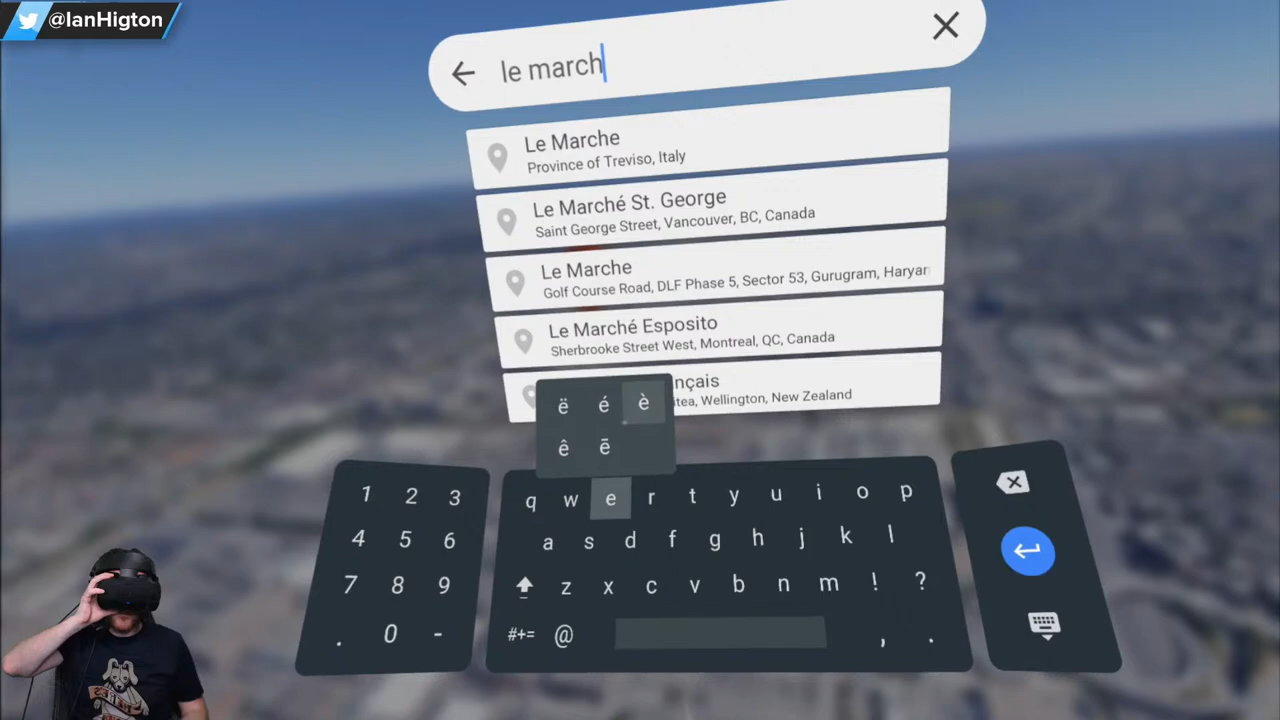 @IanHigton
le march
Le Marche
Province of Treviso, Italy
Le Marché St. George
Saint George Street, Vancouver, BC, Canada
Le Marche
Golf Course Road, DLF Phase 5, Sector 53, Gurugram, Haryar
Le Marché Esposito
Sherbrooke Street West, Montreal, QC, Canada
nçais
itea, Wellington, New Zealand
ë é è
ê ē
1 2 3
4 5 6
7 8 9
. 0 -
q w e r t y u i o p
a s d f g h j k l
z x c v b n m ! ?
#+= @ , .